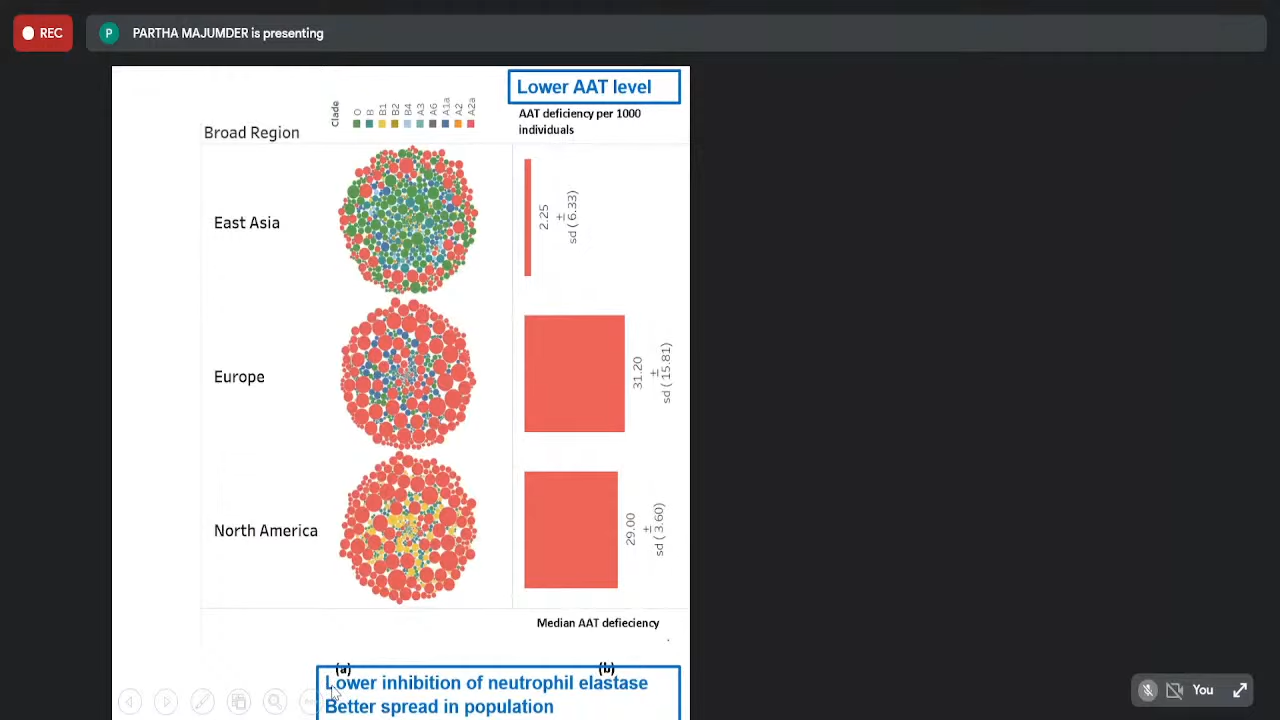 REC
P
PARTHA MAJUMDER is presenting
Lower AAT level
Clade
O
B
B1
B2
B4
A3
A6
A1a
A2
A2a
AAT deficiency per 1000
individuals
Broad Region
East Asia
2.25
±
sd ( 6.33)
Europe
31.20
±
sd ( 15.81)
North America
29.00
±
sd ( 3.60)
Median AAT defieciency
(a)
(b)
Lower inhibition of neutrophil elastase
Better spread in population
You